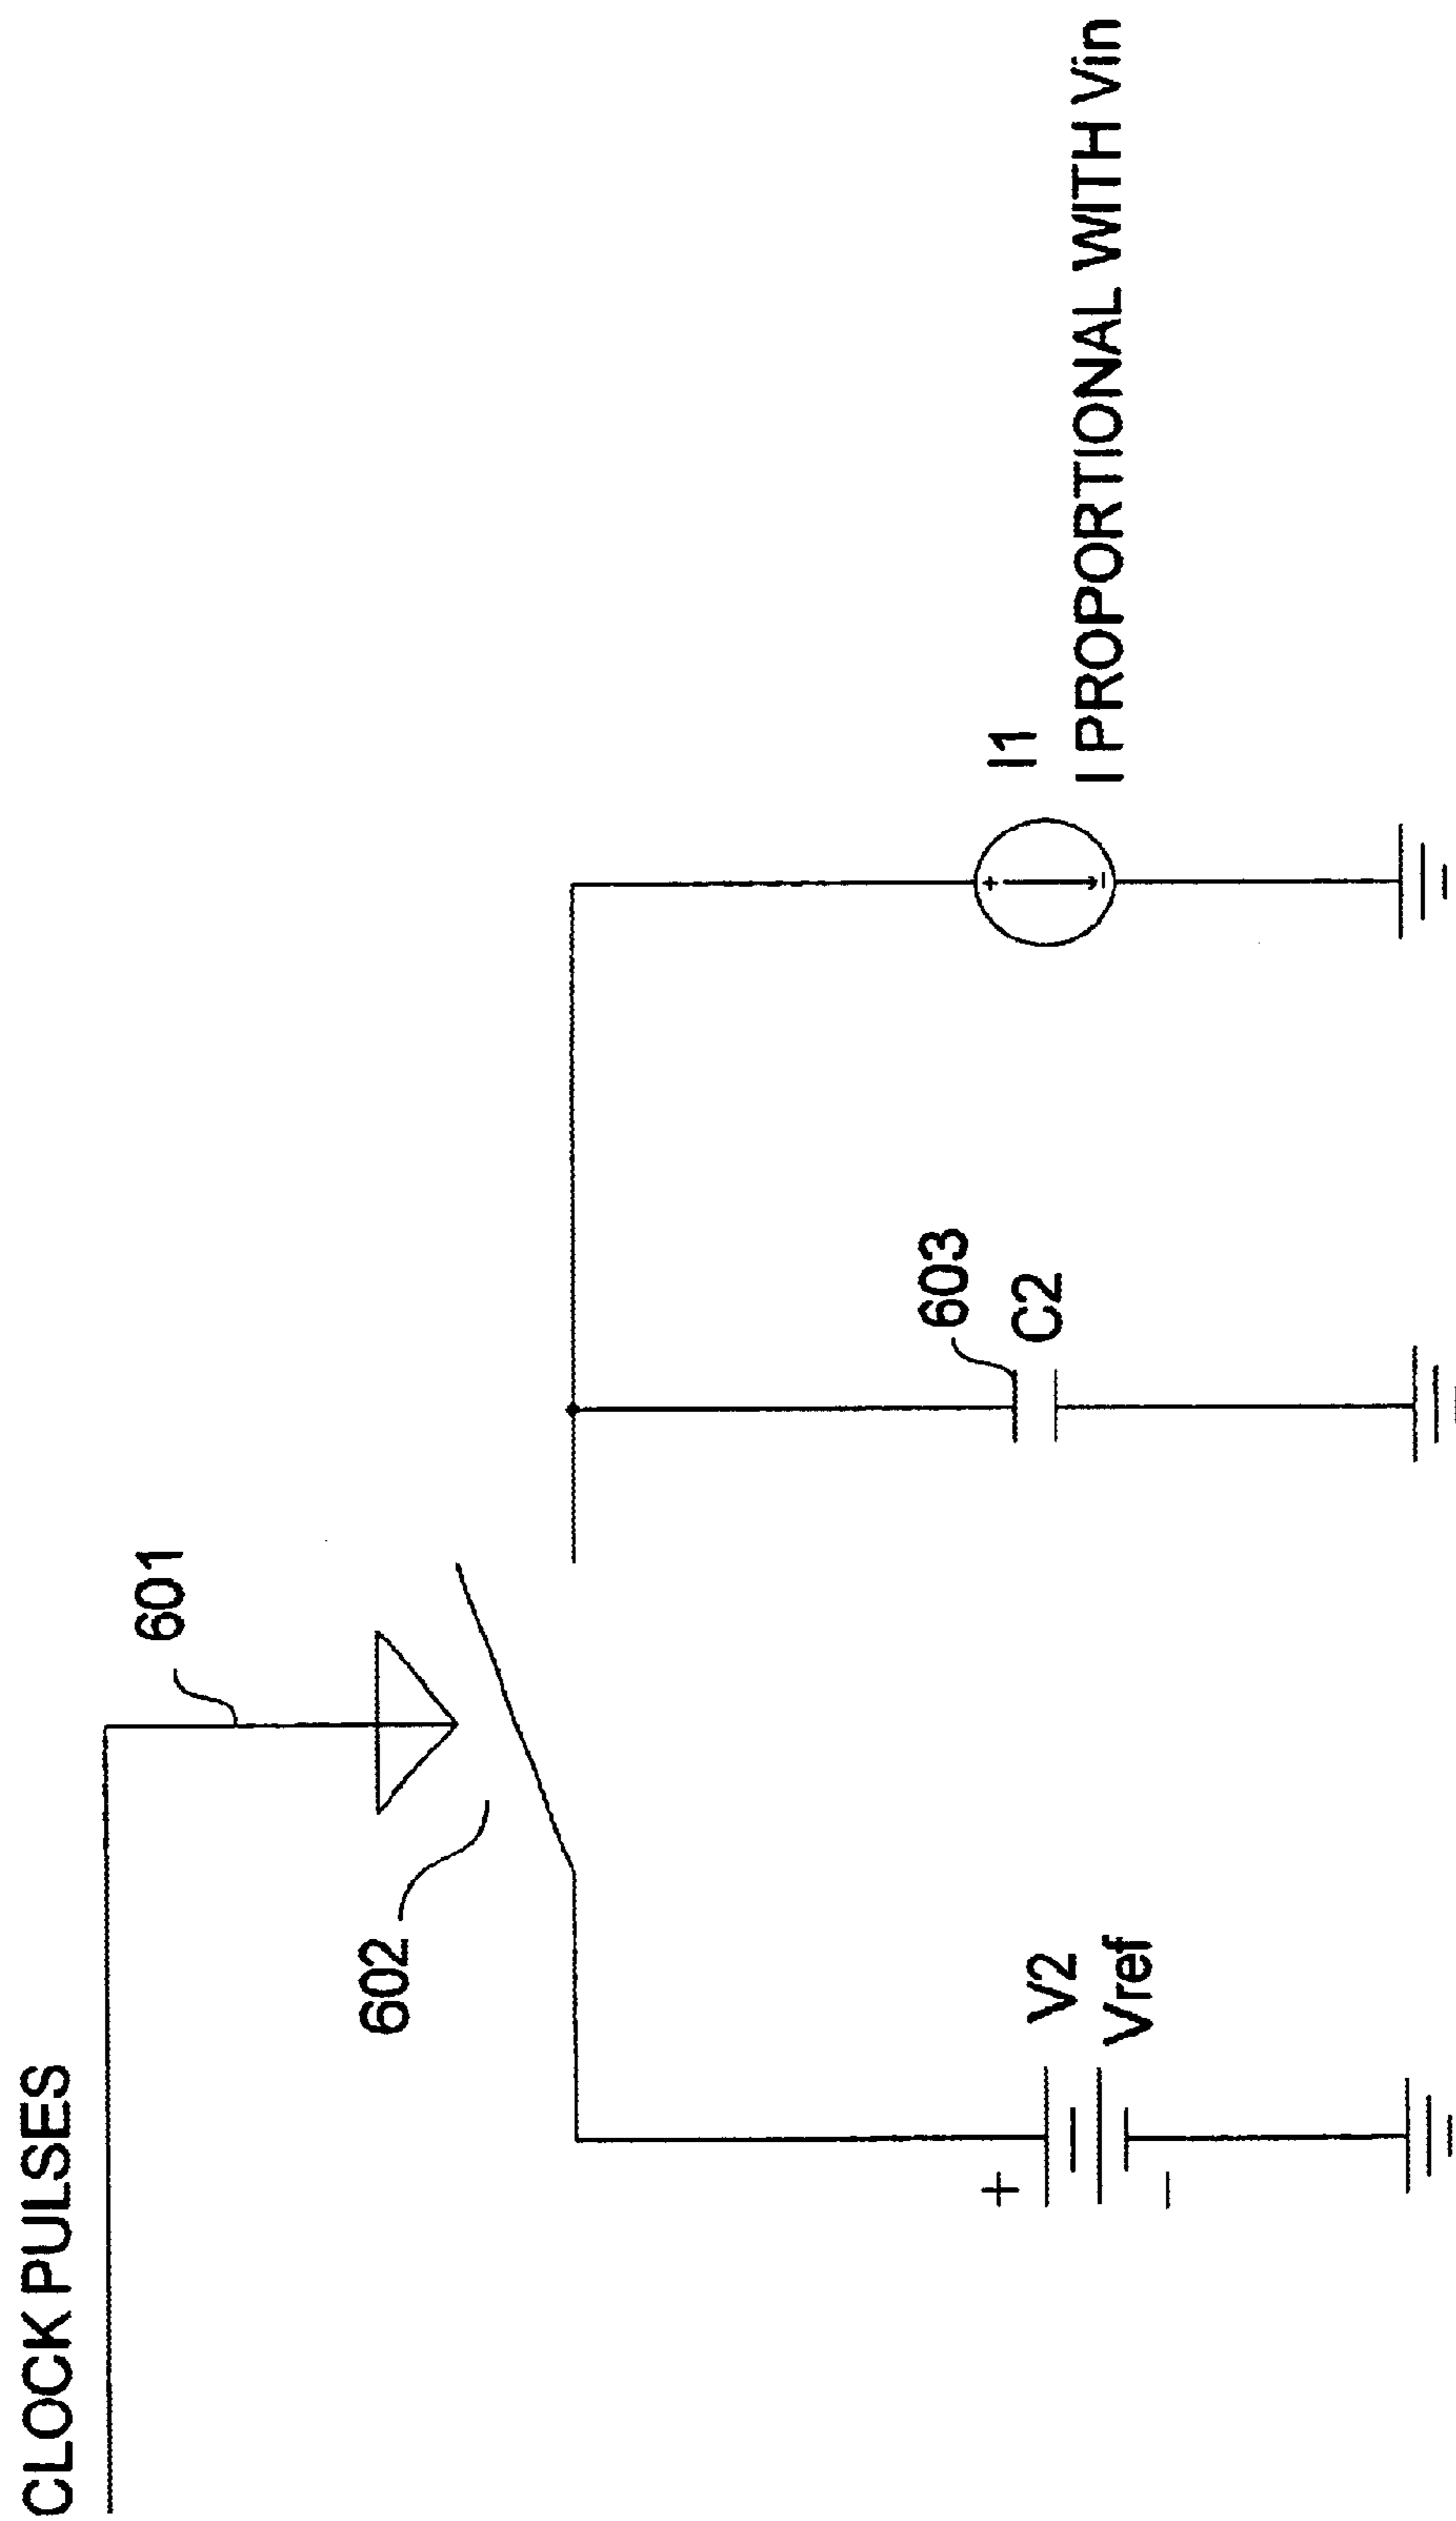 CLOCK PULSES
601
602
603
C2
I1
I PROPORTIONAL WITH Vin
+
-
V2
Vref
+
-